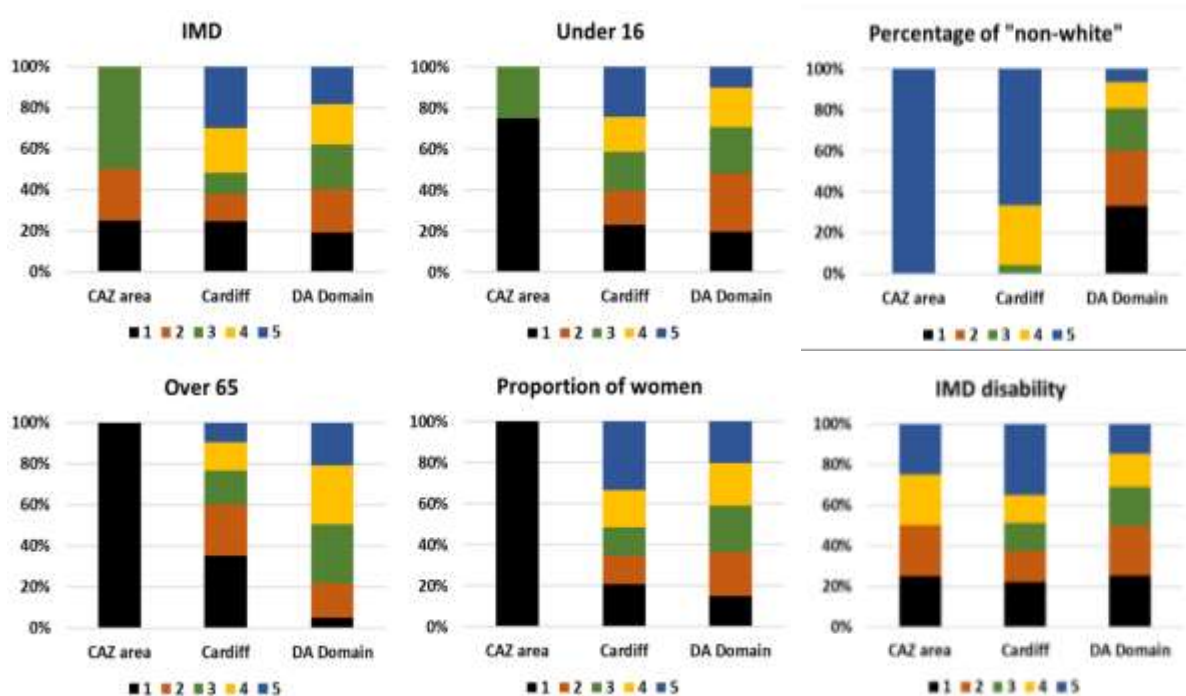 IMD
100%
80%
60%
40%
20%
0%
CAZ area Cardiff DA Domain
1 2 3 4 5
Under 16
100%
80%
60%
40%
20%
0%
CAZ area Cardiff DA Domain
1 2 3 4 5
Percentage of "non-white"
100%
80%
60%
40%
20%
0%
CAZ area Cardiff DA Domain
1 2 3 4 5
Over 65
100%
80%
60%
40%
20%
0%
CAZ area Cardiff DA Domain
1 2 3 4 5
Proportion of women
100%
80%
60%
40%
20%
0%
CAZ area Cardiff DA Domain
1 2 3 4 5
IMD disability
100%
80%
60%
40%
20%
0%
CAZ area Cardiff DA Domain
1 2 3 4 5